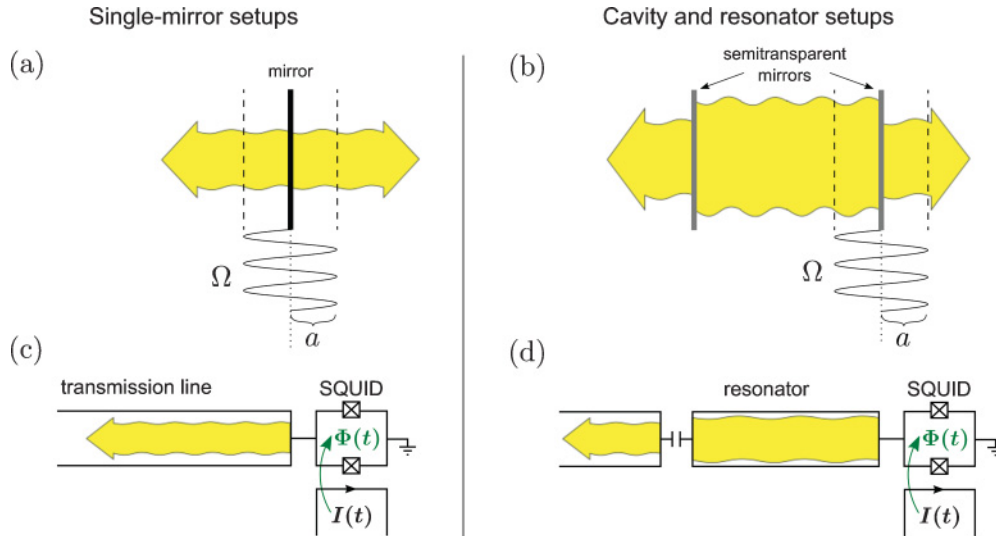 Single-mirror setups
Cavity and resonator setups
(a)
mirror
Ω
a
(b)
semitransparent
mirrors
Ω
a
(c)
transmission line
SQUID
Φ(t)
I(t)
(d)
resonator
SQUID
Φ(t)
I(t)